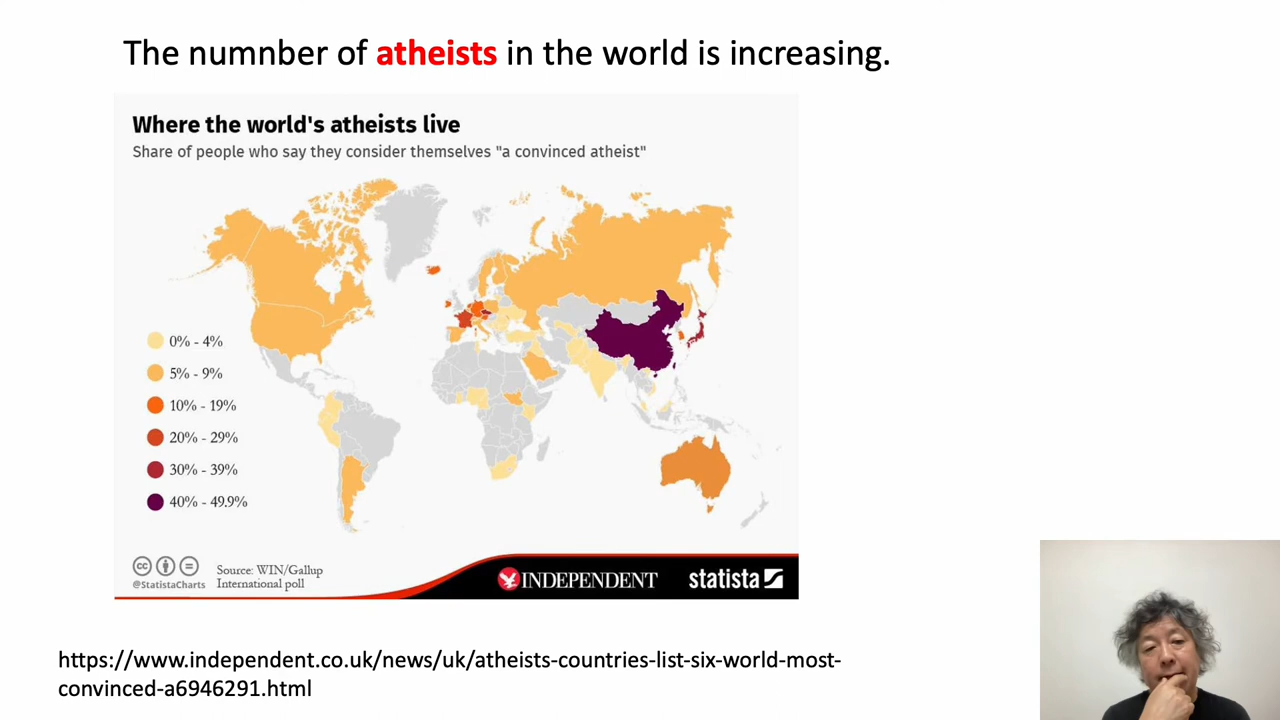 The numnber of atheists in the world is increasing.
Where the world's atheists live
Share of people who say they consider themselves "a convinced atheist"
0% - 4%
5% - 9%
10% - 19%
20% - 29%
30% - 39%
40% - 49.9%
cc
@StatistaCharts
Source: WIN/Gallup
International poll
INDEPENDENT
statista
https://www.independent.co.uk/news/uk/atheists-countries-list-six-world-most-
convinced-a6946291.html